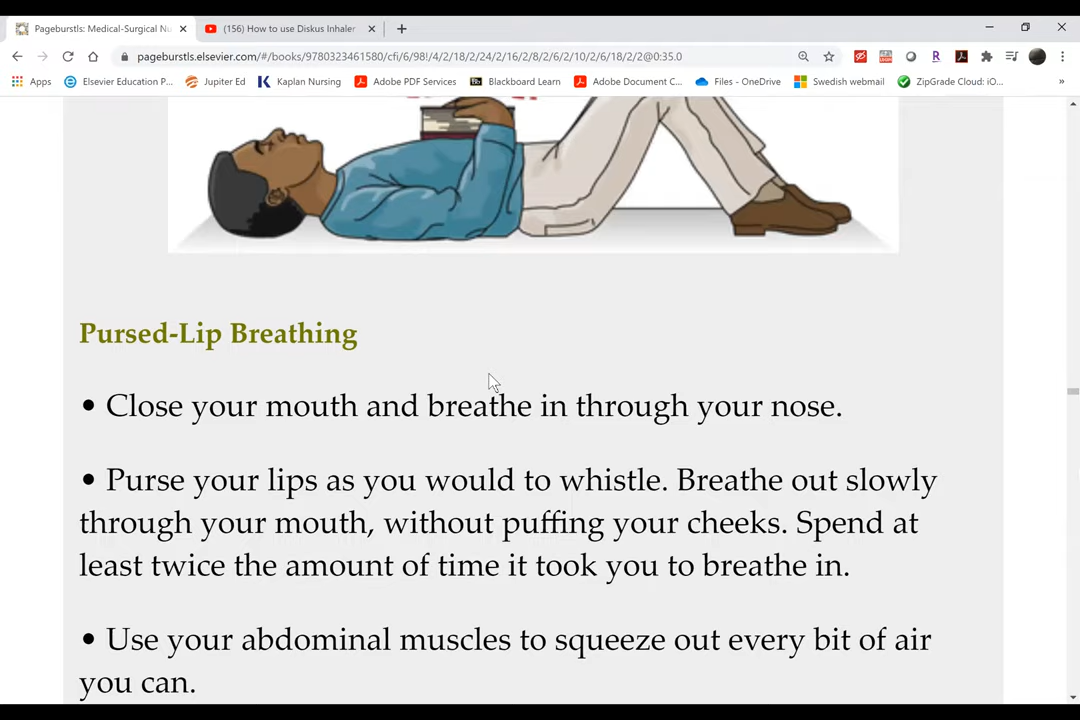 Pageburstls: Medical-Surgical Nu
(156) How to use Diskus Inhaler
pageburstls.elsevier.com/#/books/9780323461580/cfi/6/98!/4/2/18/2/24/2/16/2/8/2/6/2/10/2/6/18/2/2@0:35.0
Apps
Elsevier Education P...
Jupiter Ed
Kaplan Nursing
Adobe PDF Services
Blackboard Learn
Adobe Document C...
Files - OneDrive
Swedish webmail
ZipGrade Cloud: iO...
»
Pursed-Lip Breathing
• Close your mouth and breathe in through your nose.
• Purse your lips as you would to whistle. Breathe out slowly
through your mouth, without puffing your cheeks. Spend at
least twice the amount of time it took you to breathe in.
• Use your abdominal muscles to squeeze out every bit of air
you can.